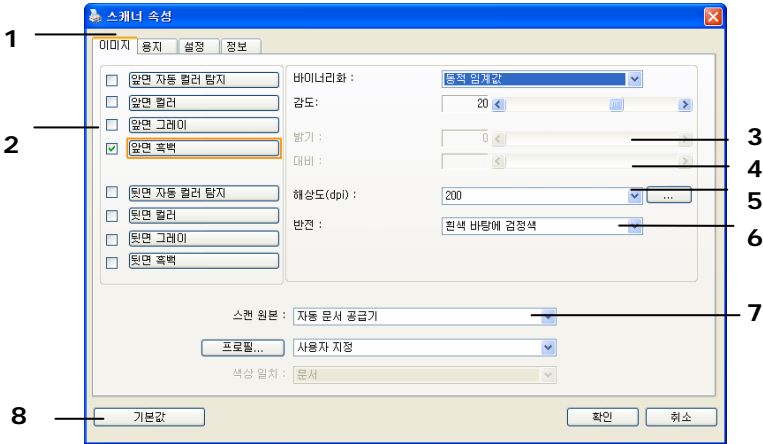 스캐너 속성
1
이미지 용지 설정 정보
앞면 자동 컬러 탐지
앞면 컬러
2
앞면 그레이
앞면 흑백
뒷면 자동 컬러 탐지
뒷면 컬러
뒷면 그레이
뒷면 흑백
바이너리화 : 동적 임계값
감도: 20
밝기 : 0 3
대비 : 4
해상도(dpi) : 200 ... 5
반전 : 흰색 바탕에 검정색 6
스캔 원본 : 자동 문서 공급기 7
프로필... 사용자 지정
색상 일치 : 문서
8 기본값 확인 취소